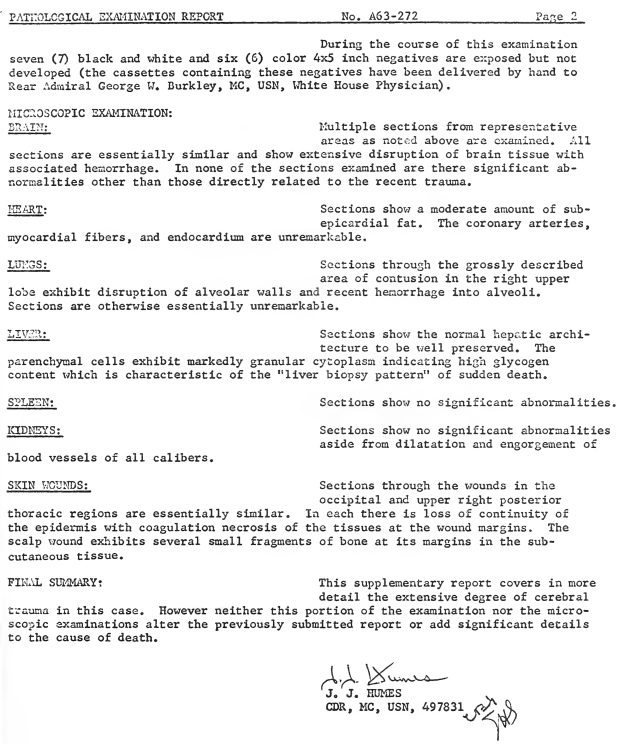 PATHOLOGICAL EXAMINATION REPORT No. A63-272 Page 2
During the course of this examination
seven (7) black and white and six (6) color 4x5 inch negatives are exposed but not
developed (the cassettes containing these negatives have been delivered by hand to
Rear Admiral George W. Burkley, MC, USN, White House Physician).
MICROSCOPIC EXAMINATION:
BRAIN: Multiple sections from representative
areas as noted above are examined. All
sections are essentially similar and show extensive disruption of brain tissue with
associated hemorrhage. In none of the sections examined are there significant ab-
normalities other than those directly related to the recent trauma.
HEART: Sections show a moderate amount of sub-
epicardial fat. The coronary arteries,
myocardial fibers, and endocardium are unremarkable.
LUNGS: Sections through the grossly described
area of contusion in the right upper
lobe exhibit disruption of alveolar walls and recent hemorrhage into alveoli.
Sections are otherwise essentially unremarkable.
LIVER: Sections show the normal hepatic archi-
tecture to be well preserved. The
parenchymal cells exhibit markedly granular cytoplasm indicating high glycogen
content which is characteristic of the "liver biopsy pattern" of sudden death.
SPLEEN: Sections show no significant abnormalities.
KIDNEYS: Sections show no significant abnormalities
aside from dilatation and engorgement of
blood vessels of all calibers.
SKIN WOUNDS: Sections through the wounds in the
occipital and upper right posterior
thoracic regions are essentially similar. In each there is loss of continuity of
the epidermis with coagulation necrosis of the tissues at the wound margins. The
scalp wound exhibits several small fragments of bone at its margins in the sub-
cutaneous tissue.
FINAL SUMMARY: This supplementary report covers in more
detail the extensive degree of cerebral
trauma in this case. However neither this portion of the examination nor the micro-
scopic examinations alter the previously submitted report or add significant details
to the cause of death.
J. J. Humes
J. J. HUMES
CDR, MC, USN, 497831